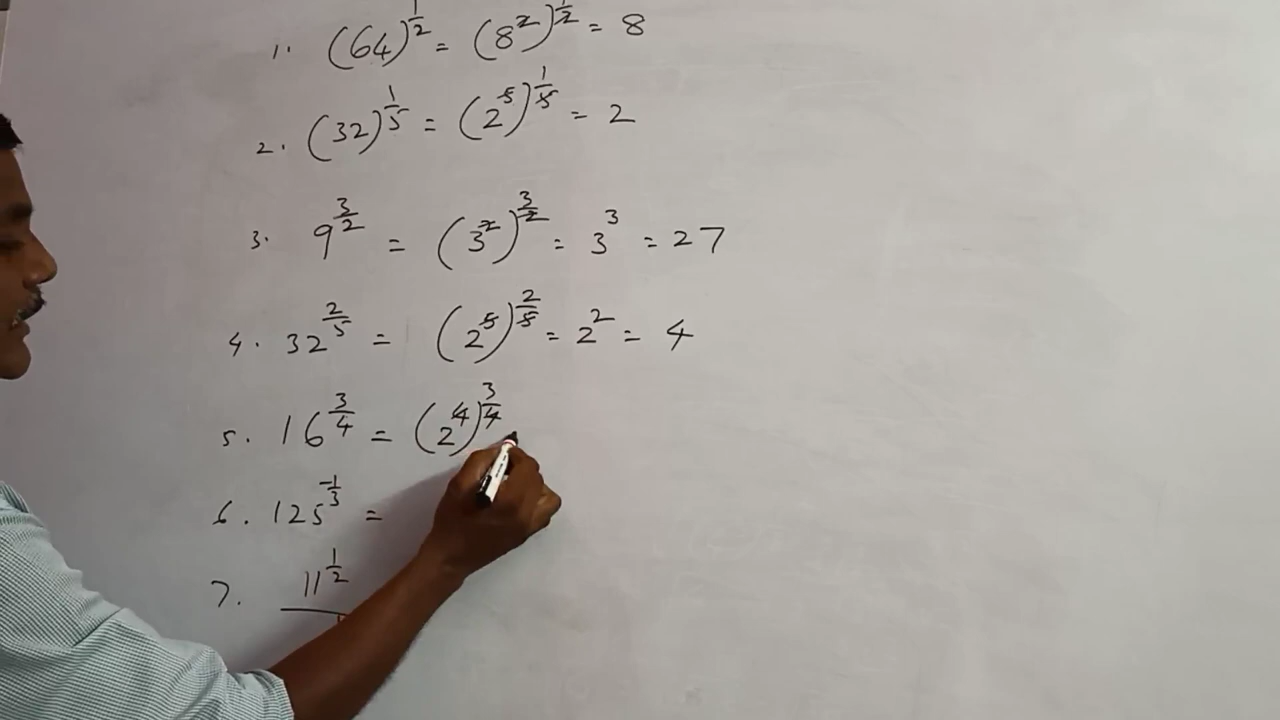 1. (64)^{1/2} = (8^2)^{1/2} = 8
2. (32)^{1/5} = (2^5)^{1/5} = 2
3. 9^{3/2} = (3^2)^{3/2} = 3^3 = 27
4. 32^{2/5} = (2^5)^{2/5} = 2^2 = 4
5. 16^{3/4} = (2^4)^{3/4}
6. 125^{-1/3} =
7. 11^{1/2}